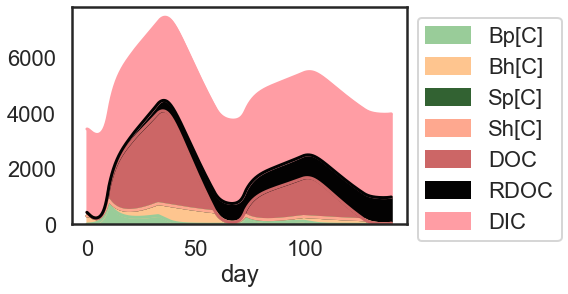 6000
4000
2000
0
0
50
100
day
Bp[C]
Bh[C]
Sp[C]
Sh[C]
DOC
RDOC
DIC